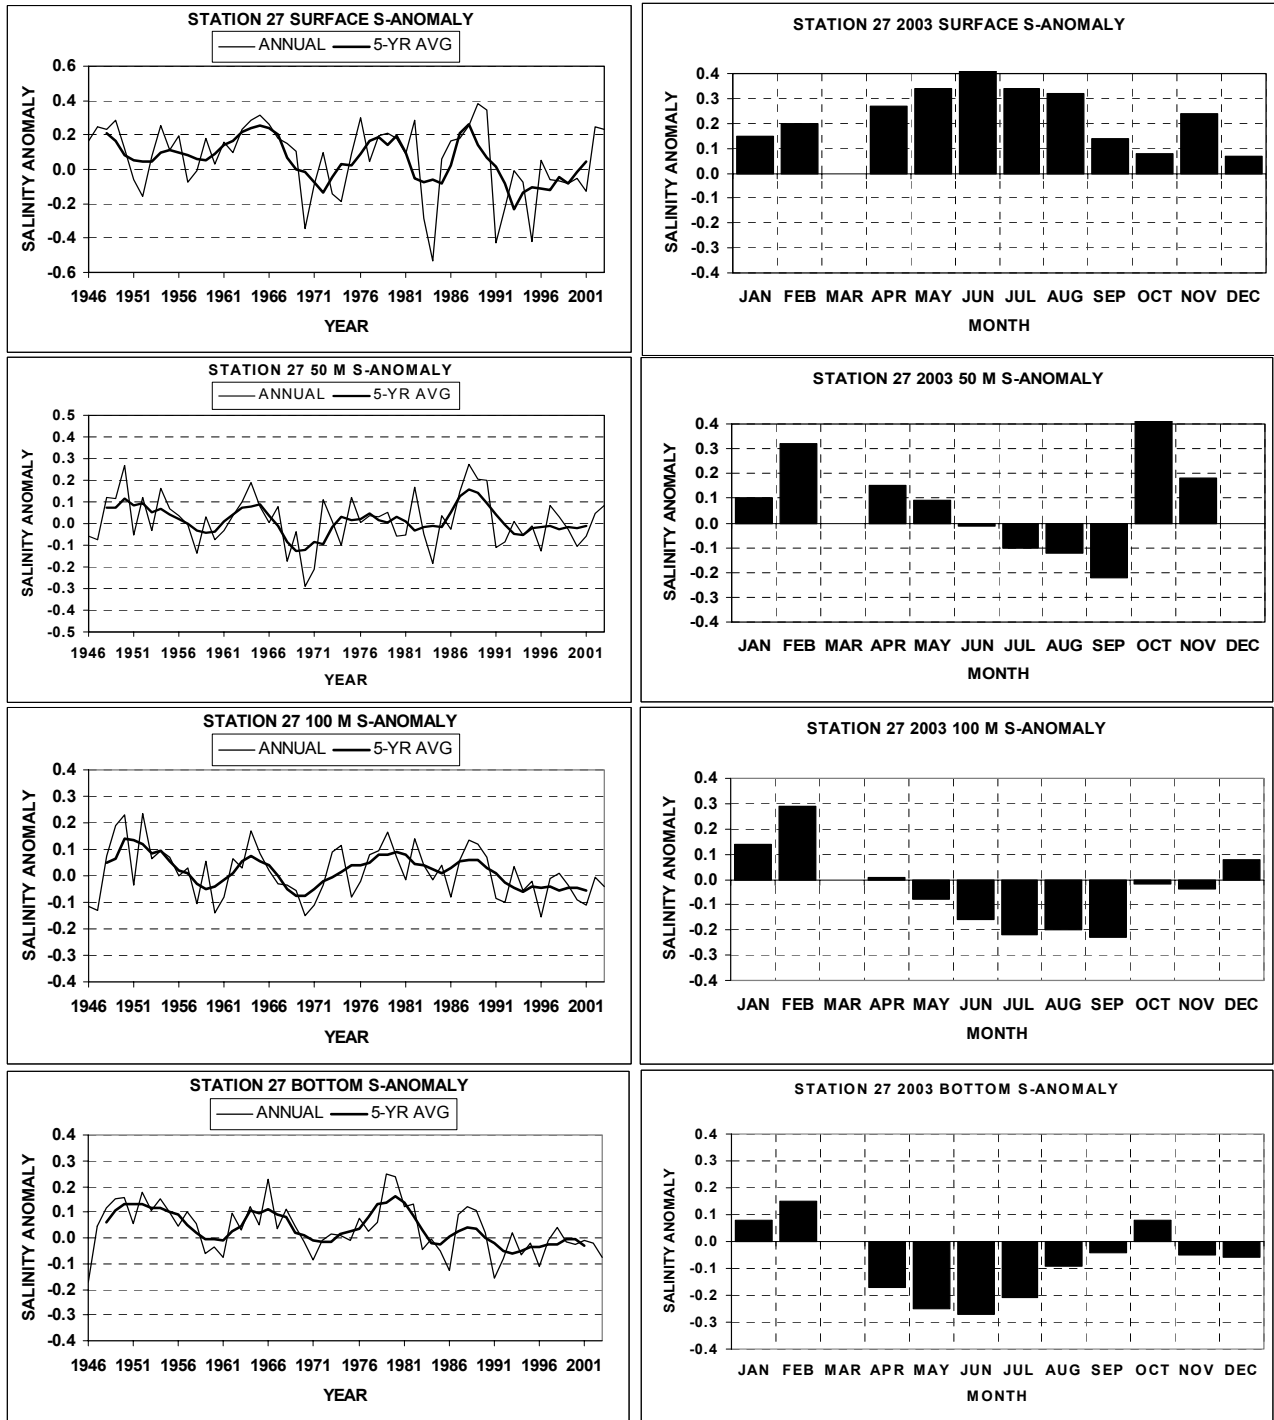 STATION 27 SURFACE S-ANOMALY
ANNUAL 5-YR AVG
SALINITY ANOMALY
0.6
0.4
0.2
0.0
-0.2
-0.4
-0.6
1946 1951 1956 1961 1966 1971 1976 1981 1986 1991 1996 2001
YEAR
STATION 27 2003 SURFACE S-ANOMALY
SALINITY ANOMALY
0.4
0.3
0.2
0.1
0.0
-0.1
-0.2
-0.3
-0.4
JAN FEB MAR APR MAY JUN JUL AUG SEP OCT NOV DEC
MONTH
STATION 27 50 M S-ANOMALY
ANNUAL 5-YR AVG
SALINITY ANOMALY
0.5
0.4
0.3
0.2
0.1
0.0
-0.1
-0.2
-0.3
-0.4
-0.5
1946 1951 1956 1961 1966 1971 1976 1981 1986 1991 1996 2001
YEAR
STATION 27 2003 50 M S-ANOMALY
SALINITY ANOMALY
0.4
0.3
0.2
0.1
0.0
-0.1
-0.2
-0.3
-0.4
JAN FEB MAR APR MAY JUN JUL AUG SEP OCT NOV DEC
MONTH
STATION 27 100 M S-ANOMALY
ANNUAL 5-YR AVG
SALINITY ANOMALY
0.4
0.3
0.2
0.1
0.0
-0.1
-0.2
-0.3
-0.4
1946 1951 1956 1961 1966 1971 1976 1981 1986 1991 1996 2001
YEAR
STATION 27 2003 100 M S-ANOMALY
SALINITY ANOMALY
0.4
0.3
0.2
0.1
0.0
-0.1
-0.2
-0.3
-0.4
JAN FEB MAR APR MAY JUN JUL AUG SEP OCT NOV DEC
MONTH
STATION 27 BOTTOM S-ANOMALY
ANNUAL 5-YR AVG
SALINITY ANOMALY
0.4
0.3
0.2
0.1
0.0
-0.1
-0.2
-0.3
-0.4
1946 1951 1956 1961 1966 1971 1976 1981 1986 1991 1996 2001
YEAR
STATION 27 2003 BOTTOM S-ANOMALY
SALINITY ANOMALY
0.4
0.3
0.2
0.1
0.0
-0.1
-0.2
-0.3
-0.4
JAN FEB MAR APR MAY JUN JUL AUG SEP OCT NOV DEC
MONTH